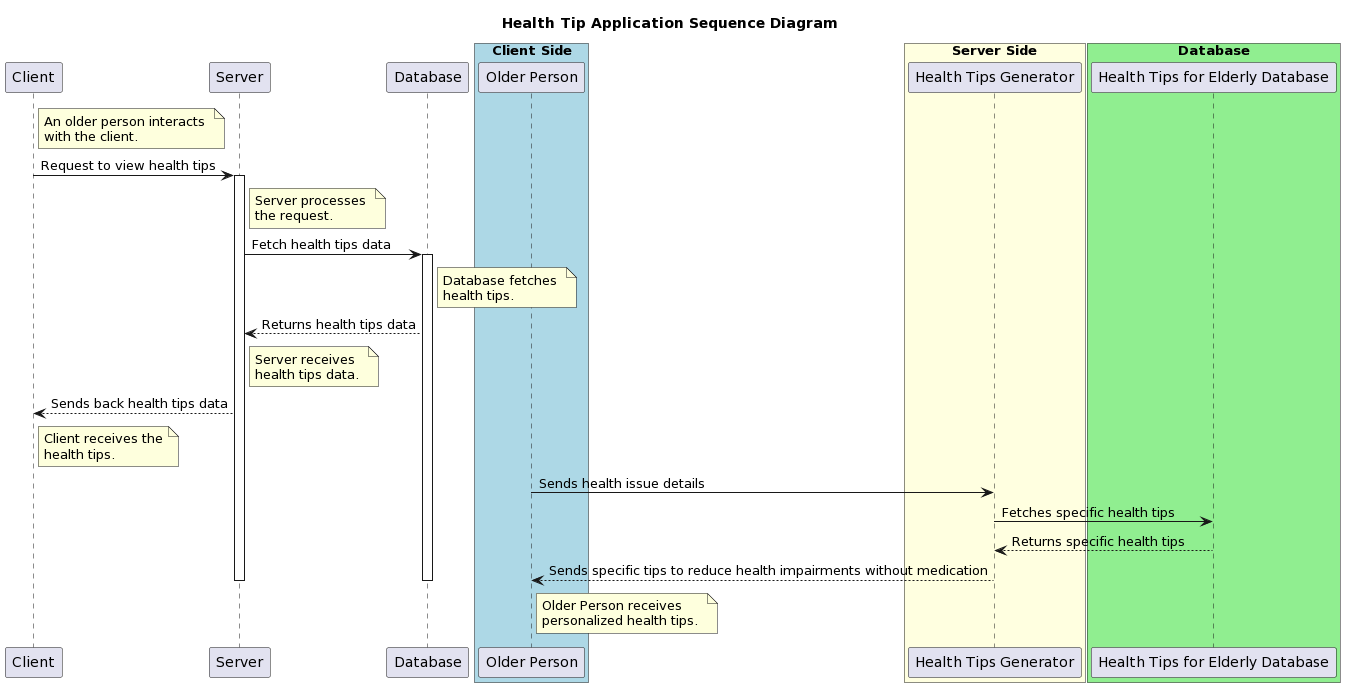 Health Tip Application Sequence Diagram
Client Side
Server Side
Database
Client
Server
Database
Older Person
Health Tips Generator
Health Tips for Elderly Database
An older person interacts
with the client.
Request to view health tips
Server processes
the request.
Fetch health tips data
Database fetches
health tips.
Returns health tips data
Server receives
health tips data.
Sends back health tips data
Client receives the
health tips.
Sends health issue details
Fetches specific health tips
Returns specific health tips
Sends specific tips to reduce health impairments without medication
Older Person receives
personalized health tips.
Client
Server
Database
Older Person
Health Tips Generator
Health Tips for Elderly Database